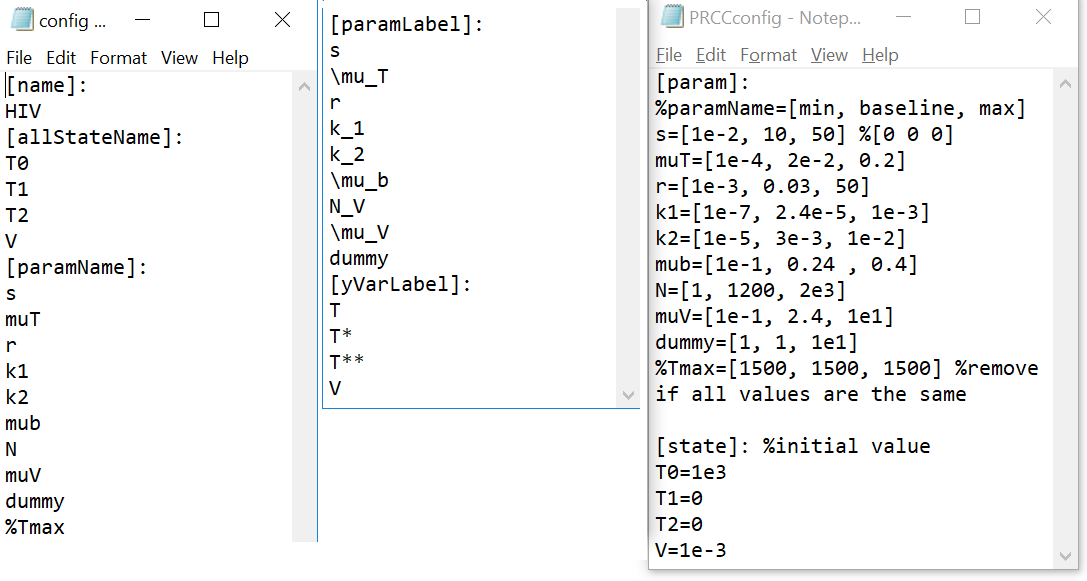 config ...
File Edit Format View Help
[name]:
HIV
[allStateName]:
T0
T1
T2
V
[paramName]:
s
muT
r
k1
k2
mub
N
muV
dummy
%Tmax
[paramLabel]:
s
\mu_T
r
k_1
k_2
\mu_b
N_V
\mu_V
dummy
[yVarLabel]:
T
T*
T**
V
PRCCconfig - Notep...
File Edit Format View Help
[param]:
%paramName=[min, baseline, max]
s=[1e-2, 10, 50] %[0 0 0]
muT=[1e-4, 2e-2, 0.2]
r=[1e-3, 0.03, 50]
k1=[1e-7, 2.4e-5, 1e-3]
k2=[1e-5, 3e-3, 1e-2]
mub=[1e-1, 0.24 , 0.4]
N=[1, 1200, 2e3]
muV=[1e-1, 2.4, 1e1]
dummy=[1, 1, 1e1]
%Tmax=[1500, 1500, 1500] %remove
if all values are the same
[state]: %initial value
T0=1e3
T1=0
T2=0
V=1e-3